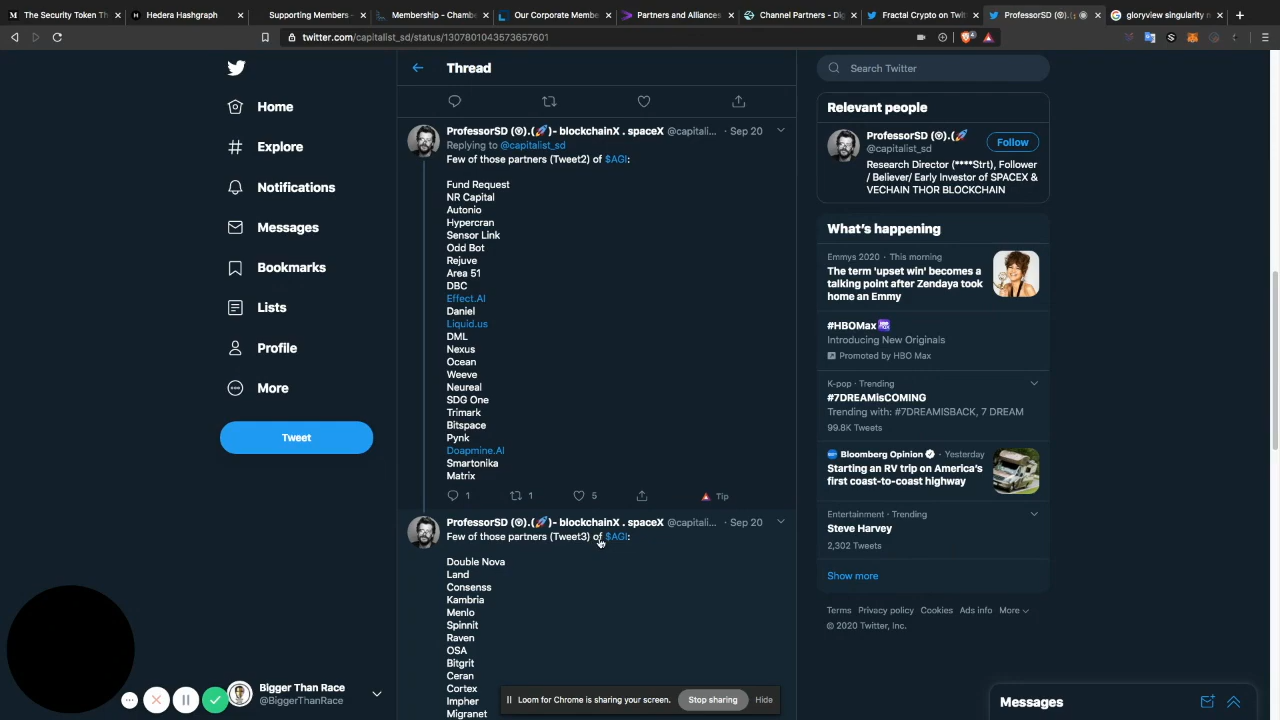 The Security Token Th
Hedera Hashgraph
Supporting Members -
Membership - Chambe
Our Corporate Membe
Partners and Alliances
Channel Partners - Dig
Fractal Crypto on Twitt
ProfessorSD
gloryview singularity n
twitter.com/capitalist_sd/status/1307801043573657601
Home
Explore
Notifications
Messages
Bookmarks
Lists
Profile
More
Tweet
Bigger Than Race
@BiggerThanRace
Thread
ProfessorSD (Ⓥ).(🚀)- blockchainX . spaceX @capitali... · Sep 20
Replying to @capitalist_sd
Few of those partners (Tweet2) of $AGI:
Fund Request
NR Capital
Autonio
Hypercran
Sensor Link
Odd Bot
Rejuve
Area 51
DBC
Effect.AI
Daniel
Liquid.us
DML
Nexus
Ocean
Weeve
Neureal
SDG One
Trimark
Bitspace
Pynk
Doapmine.AI
Smartonika
Matrix
1 1 5 Tip
ProfessorSD (Ⓥ).(🚀)- blockchainX . spaceX @capitali... · Sep 20
Few of those partners (Tweet3) of $AGI:
Double Nova
Land
Consenss
Kambria
Menlo
Spinnit
Raven
OSA
Bitgrit
Ceran
Cortex
Impher
Migranet
Loom for Chrome is sharing your screen. Stop sharing Hide
Search Twitter
Relevant people
ProfessorSD (Ⓥ).(🚀
@capitalist_sd
Follow
Research Director (****Strt), Follower
/ Believer/ Early Investor of SPACEX &
VECHAIN THOR BLOCKCHAIN
What's happening
Emmys 2020 · This morning
The term 'upset win' becomes a
talking point after Zendaya took
home an Emmy
#HBOMax
Introducing New Originals
Promoted by HBO Max
K-pop · Trending
#7DREAMisCOMING
Trending with: #7DREAMISBACK, 7 DREAM
99.8K Tweets
Bloomberg Opinion · Yesterday
Starting an RV trip on America's
first coast-to-coast highway
Entertainment · Trending
Steve Harvey
2,302 Tweets
Show more
Terms Privacy policy Cookies Ads info More
© 2020 Twitter, Inc.
Messages